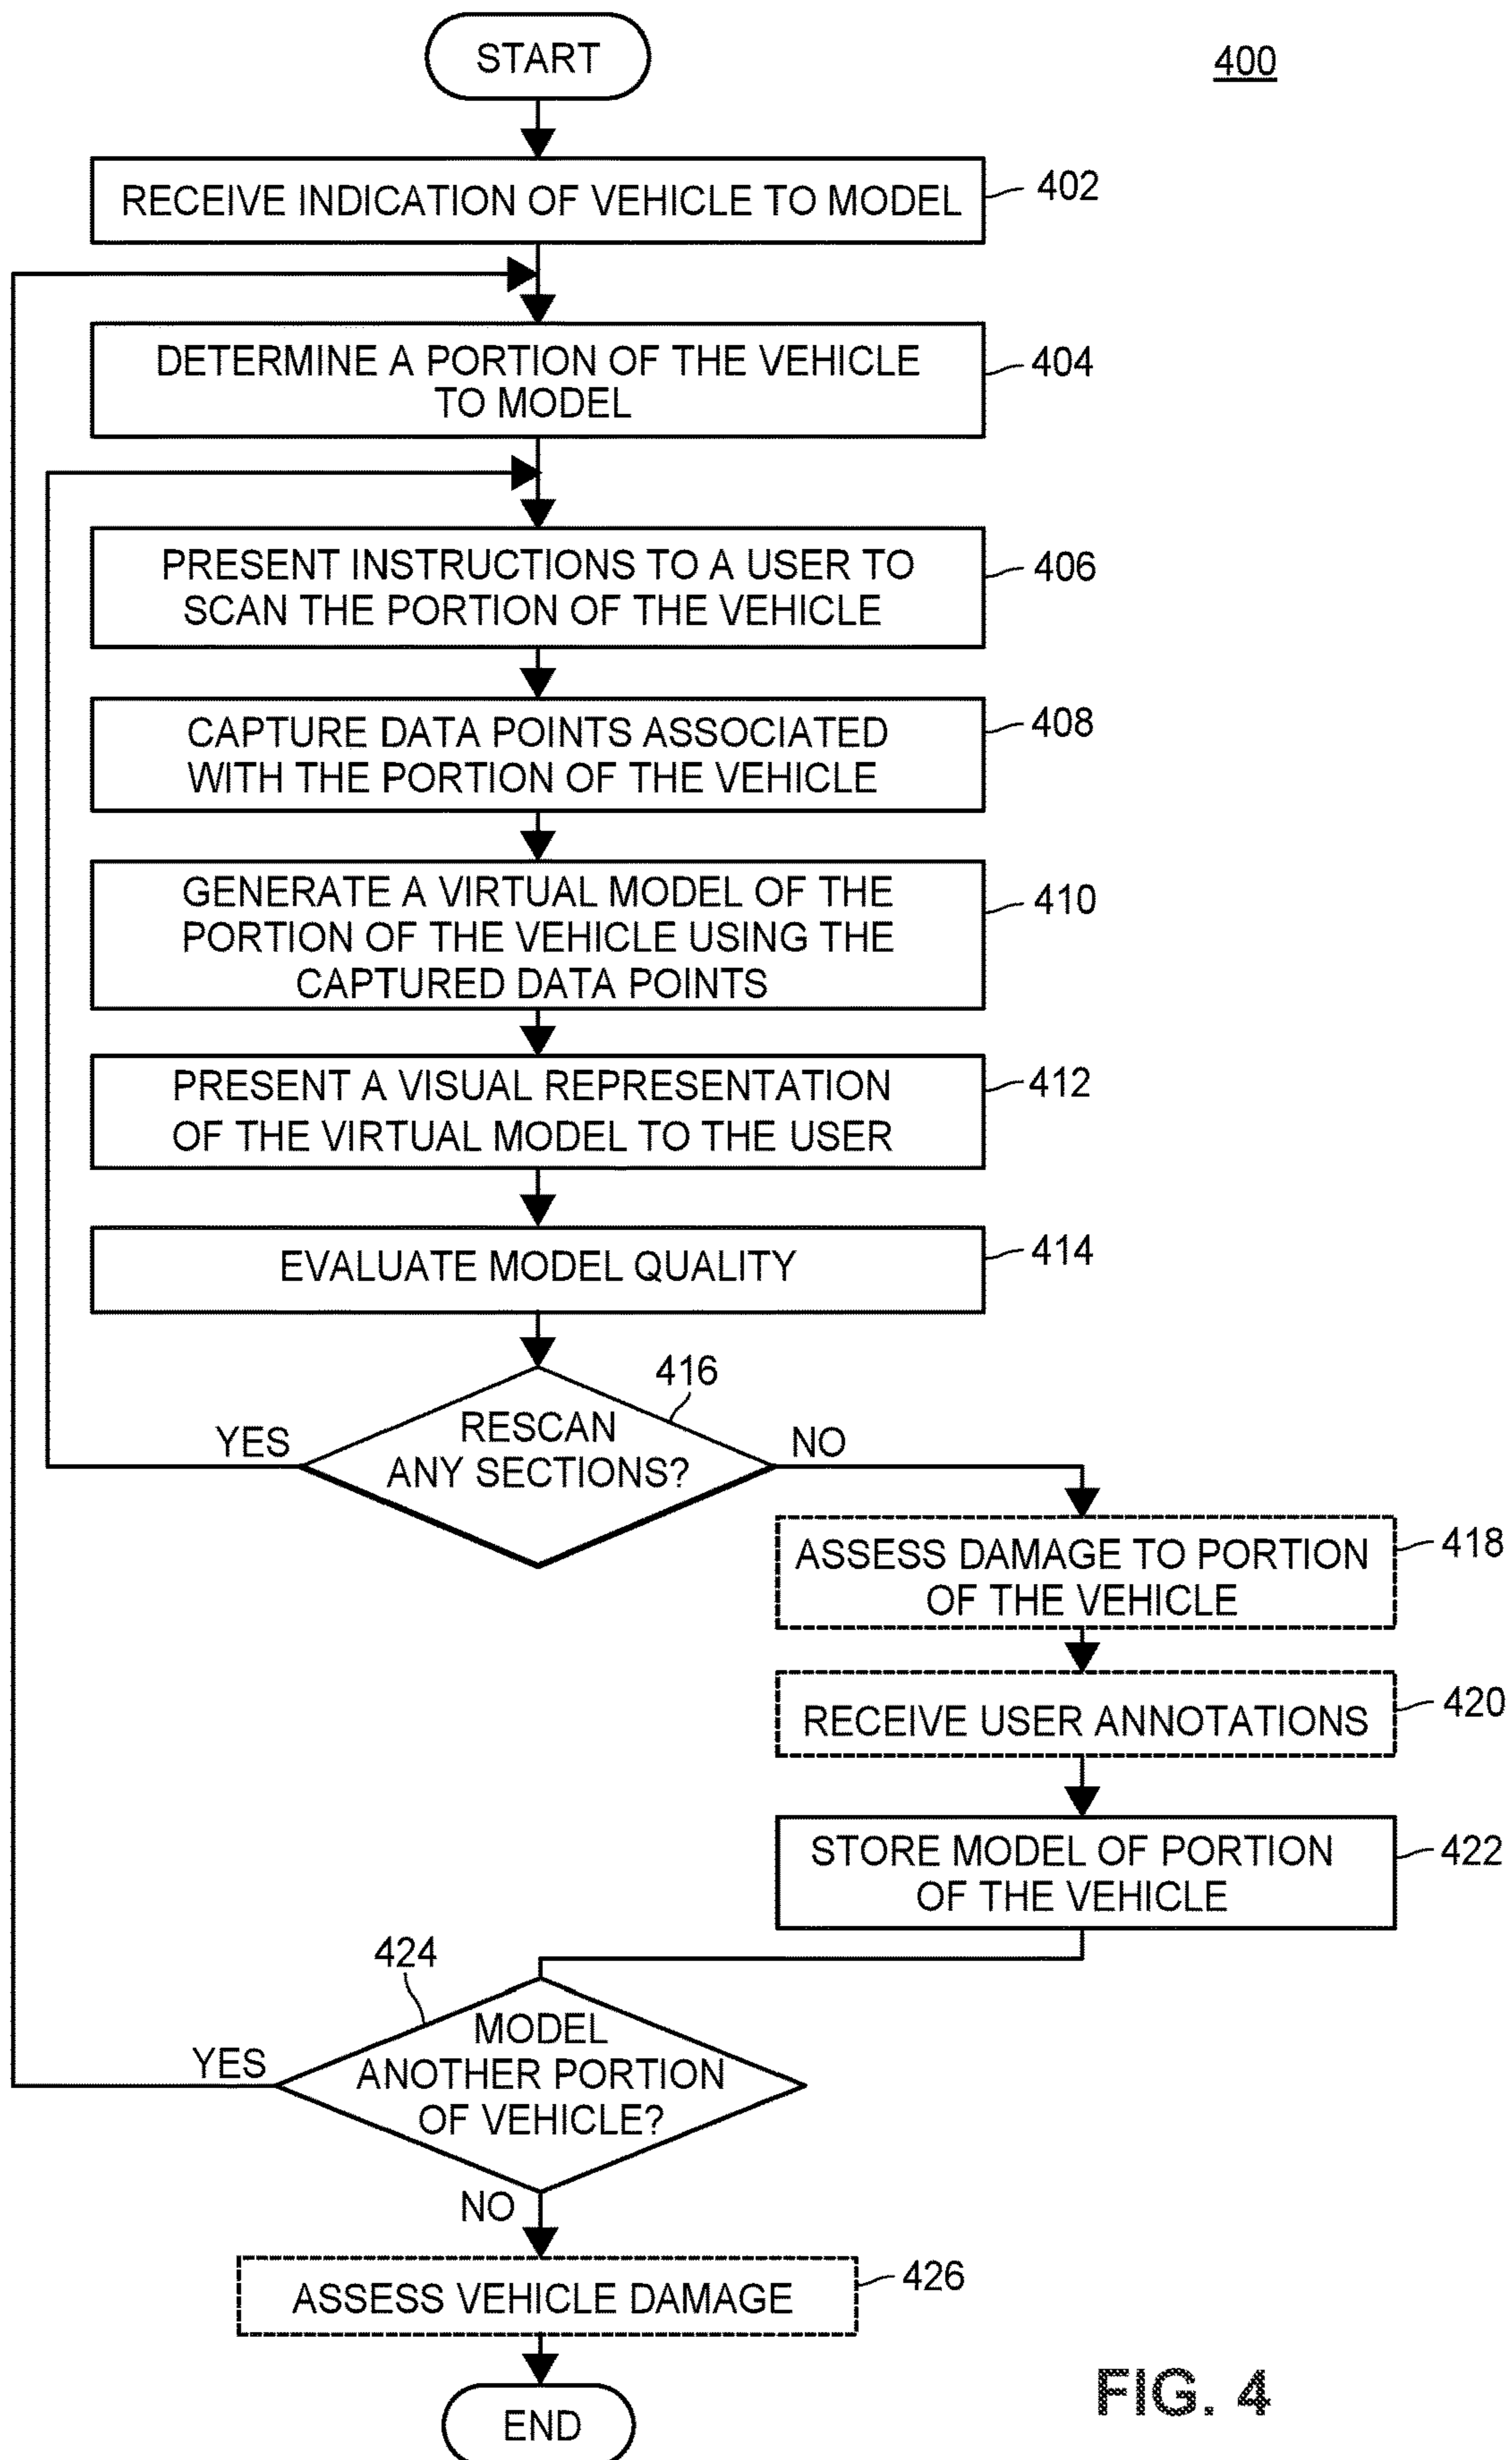 START
400
RECEIVE INDICATION OF VEHICLE TO MODEL
402
DETERMINE A PORTION OF THE VEHICLE
TO MODEL
404
PRESENT INSTRUCTIONS TO A USER TO
SCAN THE PORTION OF THE VEHICLE
406
CAPTURE DATA POINTS ASSOCIATED
WITH THE PORTION OF THE VEHICLE
408
GENERATE A VIRTUAL MODEL OF THE
PORTION OF THE VEHICLE USING THE
CAPTURED DATA POINTS
410
PRESENT A VISUAL REPRESENTATION
OF THE VIRTUAL MODEL TO THE USER
412
EVALUATE MODEL QUALITY
414
416
RESCAN
ANY SECTIONS?
YES
NO
ASSESS DAMAGE TO PORTION
OF THE VEHICLE
418
RECEIVE USER ANNOTATIONS
420
STORE MODEL OF PORTION
OF THE VEHICLE
422
424
MODEL
ANOTHER PORTION
OF VEHICLE?
YES
NO
ASSESS VEHICLE DAMAGE
426
END
FIG. 4